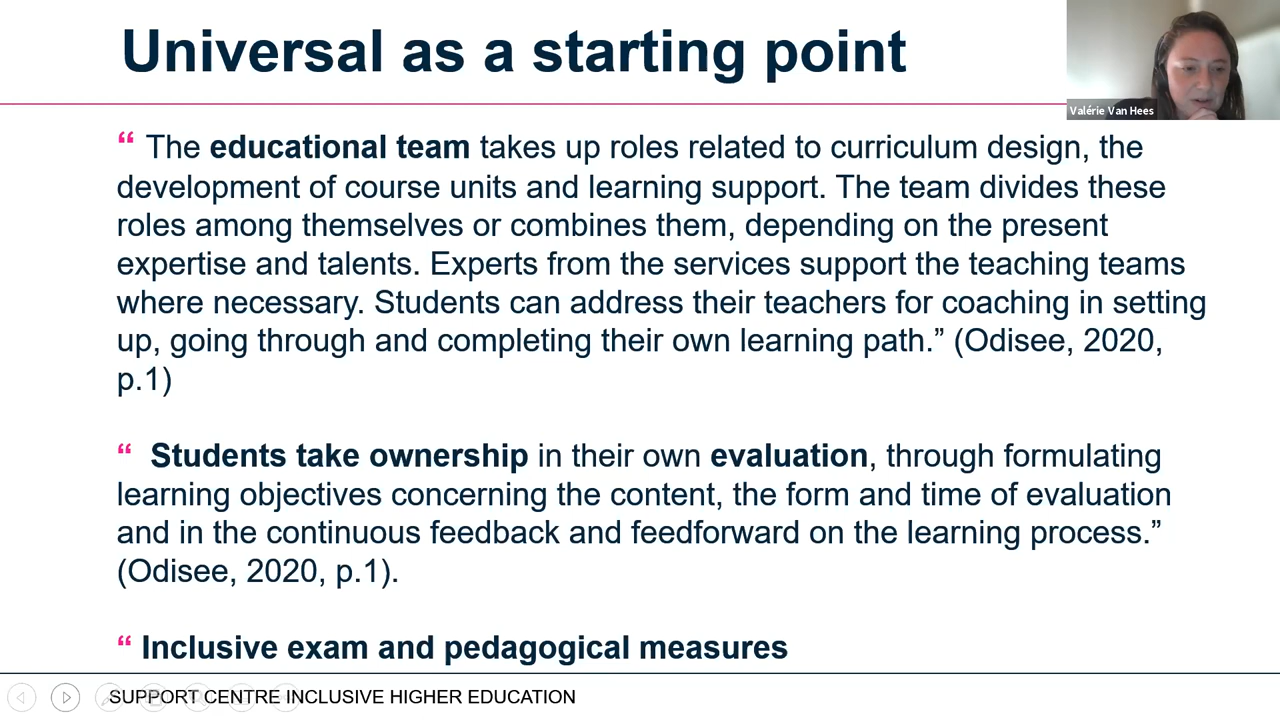 Universal as a starting point
Valérie Van Hees
“ The educational team takes up roles related to curriculum design, the
development of course units and learning support. The team divides these
roles among themselves or combines them, depending on the present
expertise and talents. Experts from the services support the teaching teams
where necessary. Students can address their teachers for coaching in setting
up, going through and completing their own learning path.” (Odisee, 2020,
p.1)
“ Students take ownership in their own evaluation, through formulating
learning objectives concerning the content, the form and time of evaluation
and in the continuous feedback and feedforward on the learning process.”
(Odisee, 2020, p.1).
“ Inclusive exam and pedagogical measures
SUPPORT CENTRE INCLUSIVE HIGHER EDUCATION